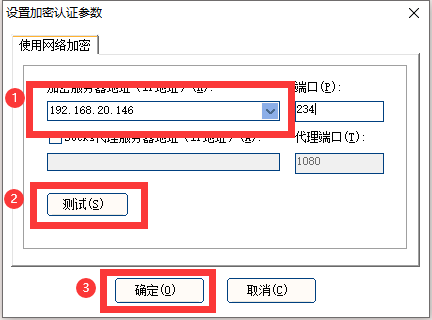 设置加密认证参数
使用网络加密
加密服务器地址(IP地址)(A): 端口(P):
1
192.168.20.146 234
Socks代理服务器地址(IP地址)(A): 代理端口(T):
1080
2
测试(S)
3
确定(O) 取消(C)